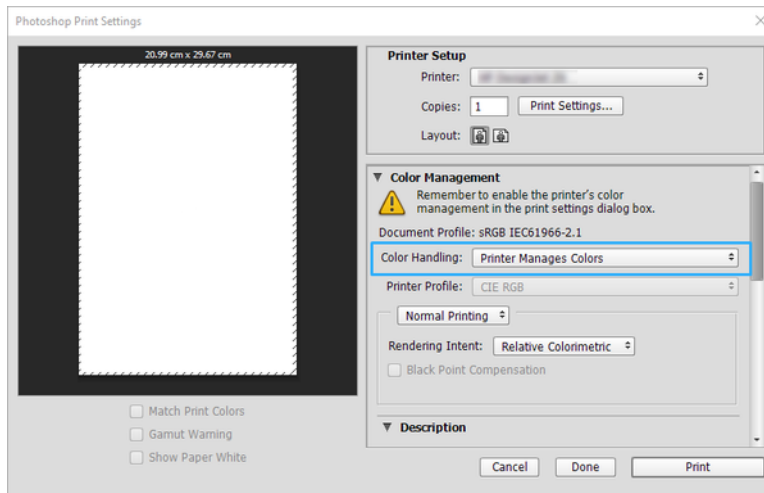 Photoshop Print Settings
20.99 cm x 29.67 cm
Match Print Colors
Gamut Warning
Show Paper White
Printer Setup
Printer:
Copies: 1 Print Settings...
Layout:
Color Management
Remember to enable the printer's color
management in the print settings dialog box.
Document Profile: sRGB IEC61966-2.1
Color Handling: Printer Manages Colors
Printer Profile: CIE RGB
Normal Printing
Rendering Intent: Relative Colorimetric
Black Point Compensation
Description
Cancel Done Print